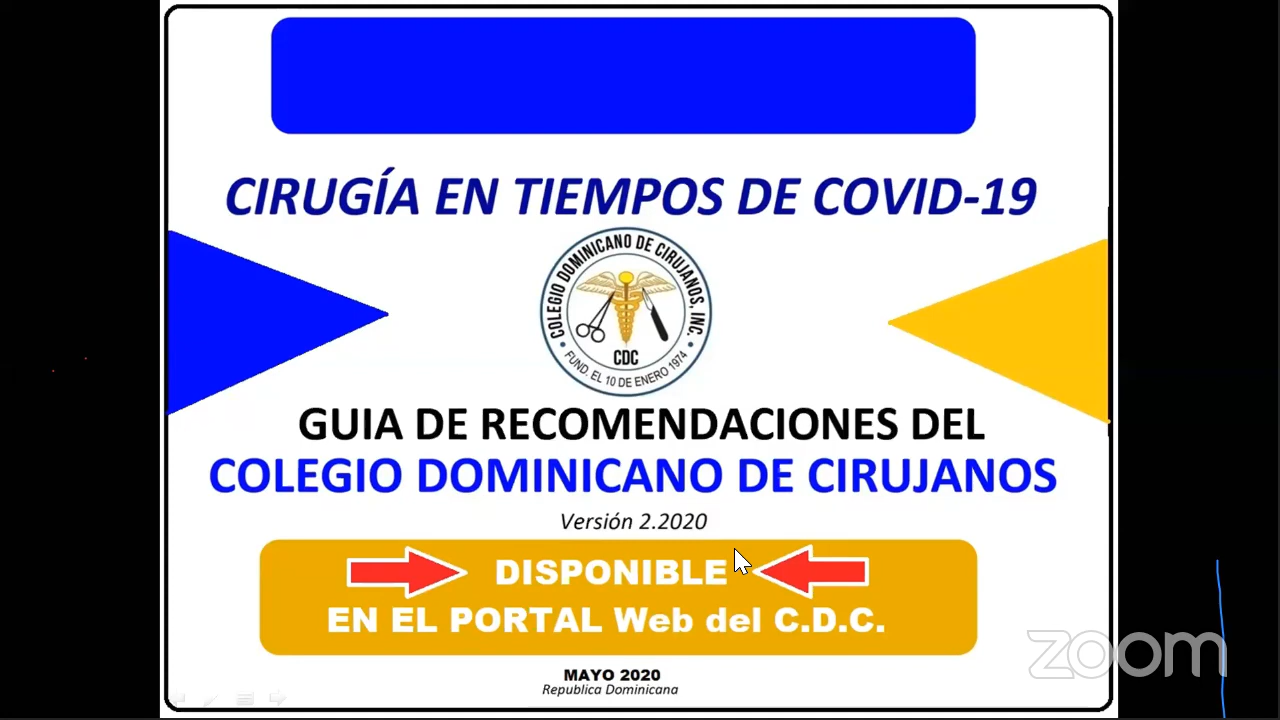 CIRUGÍA EN TIEMPOS DE COVID-19
COLEGIO DOMINICANO DE CIRUJANOS, INC.
CDC
FUND. EL 10 DE ENERO 1974
GUIA DE RECOMENDACIONES DEL
COLEGIO DOMINICANO DE CIRUJANOS
Versión 2.2020
DISPONIBLE
EN EL PORTAL Web del C.D.C.
MAYO 2020
Republica Dominicana
zoom